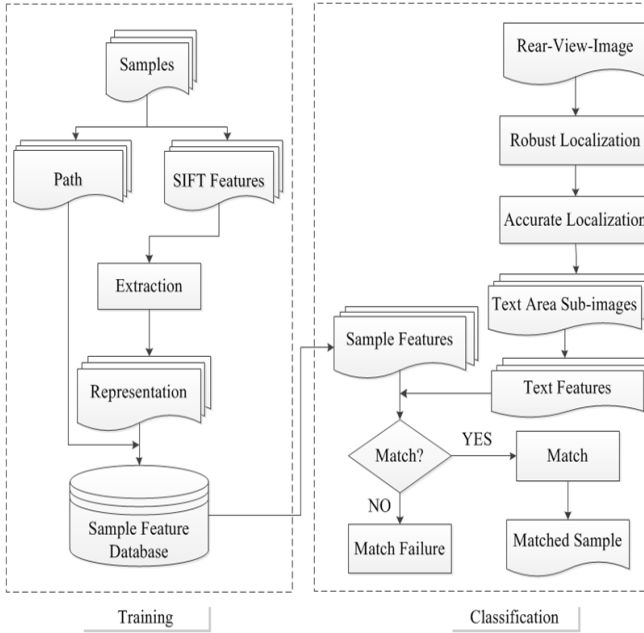 Samples
Path
SIFT Features
Extraction
Representation
Sample Feature
Database
Training
Rear-View-Image
Robust Localization
Accurate Localization
Text Area Sub-images
Sample Features
Text Features
Match?
YES
Match
NO
Match Failure
Matched Sample
Classification